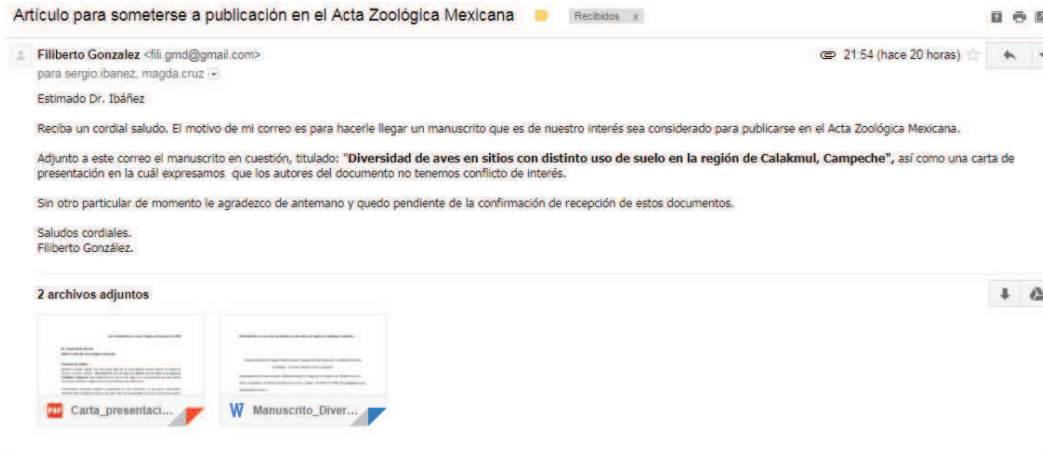 Artículo para someterse a publicación en el Acta Zoológica Mexicana Recibidos x
Filiberto Gonzalez <fili.gmd@gmail.com> 21:54 (hace 20 horas)
para sergio.ibanez, magda.cruz
Estimado Dr. Ibáñez
Reciba un cordial saludo. El motivo de mi correo es para hacerle llegar un manuscrito que es de nuestro interés sea considerado para publicarse en el Acta Zoológica Mexicana.
Adjunto a este correo el manuscrito en cuestión, titulado: "Diversidad de aves en sitios con distinto uso de suelo en la región de Calakmul, Campeche", así como una carta de
presentación en la cuál expresamos que los autores del documento no tenemos conflicto de interés.
Sin otro particular de momento le agradezco de antemano y quedo pendiente de la confirmación de recepción de estos documentos.
Saludos cordiales.
Filiberto González.
2 archivos adjuntos
PDF Carta_presentaci... W Manuscrito_Diver...